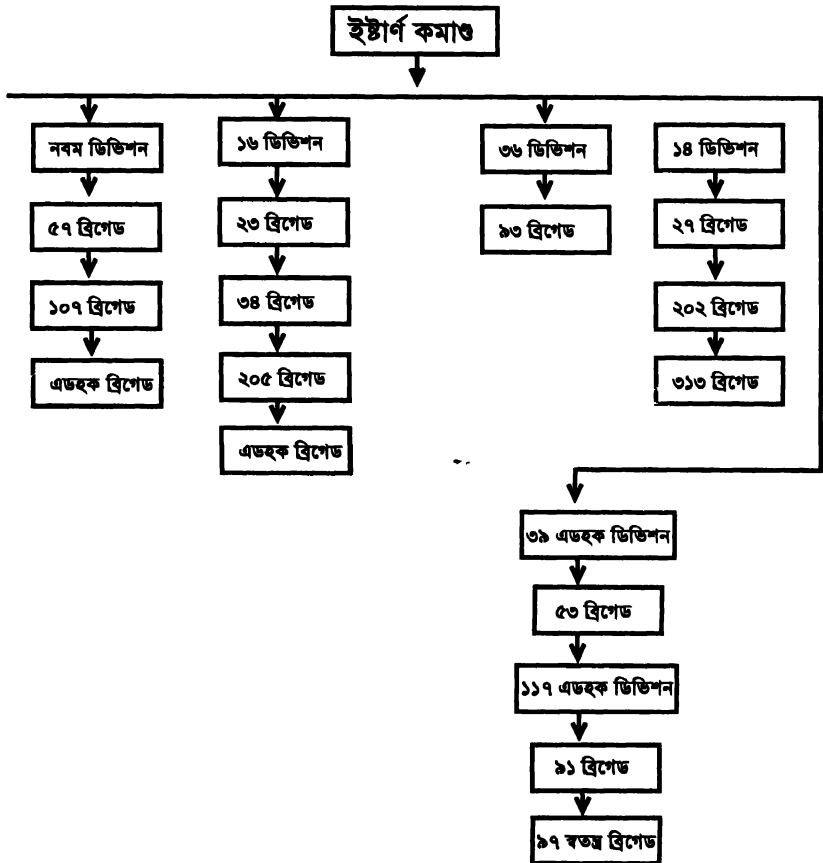 ইষ্টার্ণ কমাণ্ড
নবম ডিভিশন
৫৭ ব্রিগেড
১০৭ ব্রিগেড
এডহক ব্রিগেড
১৬ ডিভিশন
২৩ ব্রিগেড
৩৪ ব্রিগেড
২০৫ ব্রিগেড
এডহক ব্রিগেড
৩৬ ডিভিশন
৯৩ ব্রিগেড
১৪ ডিভিশন
২৭ ব্রিগেড
২০২ ব্রিগেড
৩১৩ ব্রিগেড
৩৯ এডহক ডিভিশন
৫৩ ব্রিগেড
১১৭ এডহক ডিভিশন
৯১ ব্রিগেড
৯৭ স্বতন্ত্র ব্রিগেড